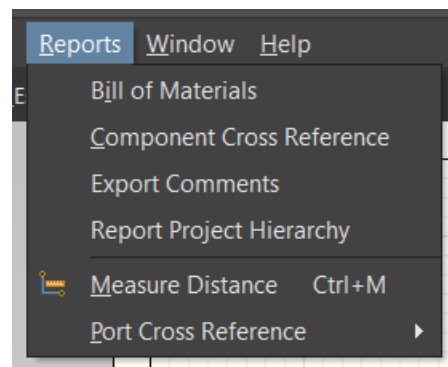 Reports Window Help
E
Bill of Materials
Component Cross Reference
Export Comments
Report Project Hierarchy
Measure Distance Ctrl+M
Port Cross Reference